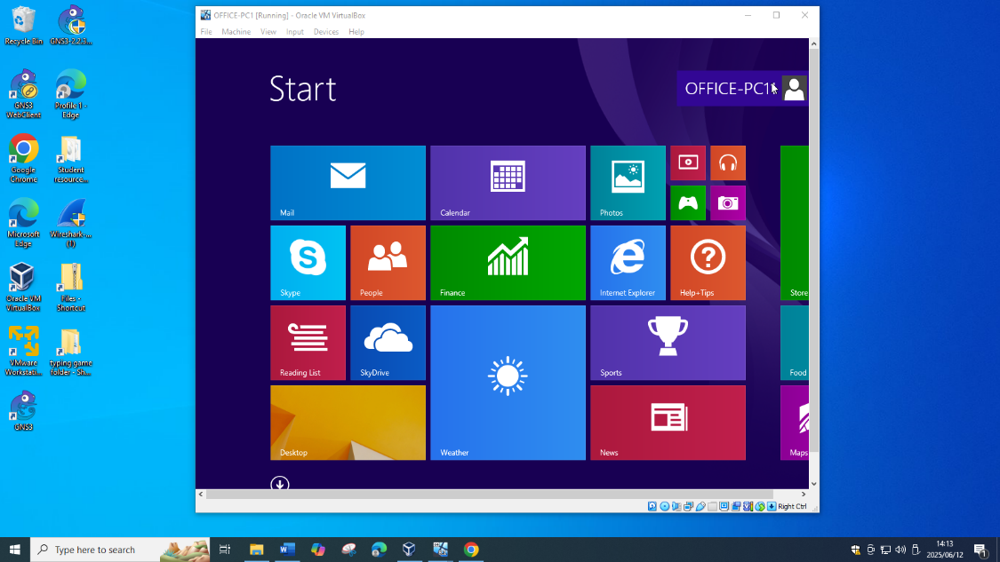 OFFICE-PC1 [Running] - Oracle VM VirtualBox
File Machine View Input Devices Help
Start
OFFICE-PC1
Mail
Calendar
Photos
Skype
People
Finance
Internet Explorer
Help+Tips
Store
Reading List
SkyDrive
Weather
Sports
Food
Desktop
News
Maps
Right Ctrl
Recycle Bin
GNS3-2.2.3...
GNS3
WebClient
Profile 1 -
Edge
Google
Chrome
Student
resource...
Microsoft
Edge
Wireshark-...
(1)
Oracle VM
VirtualBox
Files -
Shortcut
VMware
Workstati...
typing game
folder - Sh...
GNS3
Type here to search
14:13
2025/06/12
1